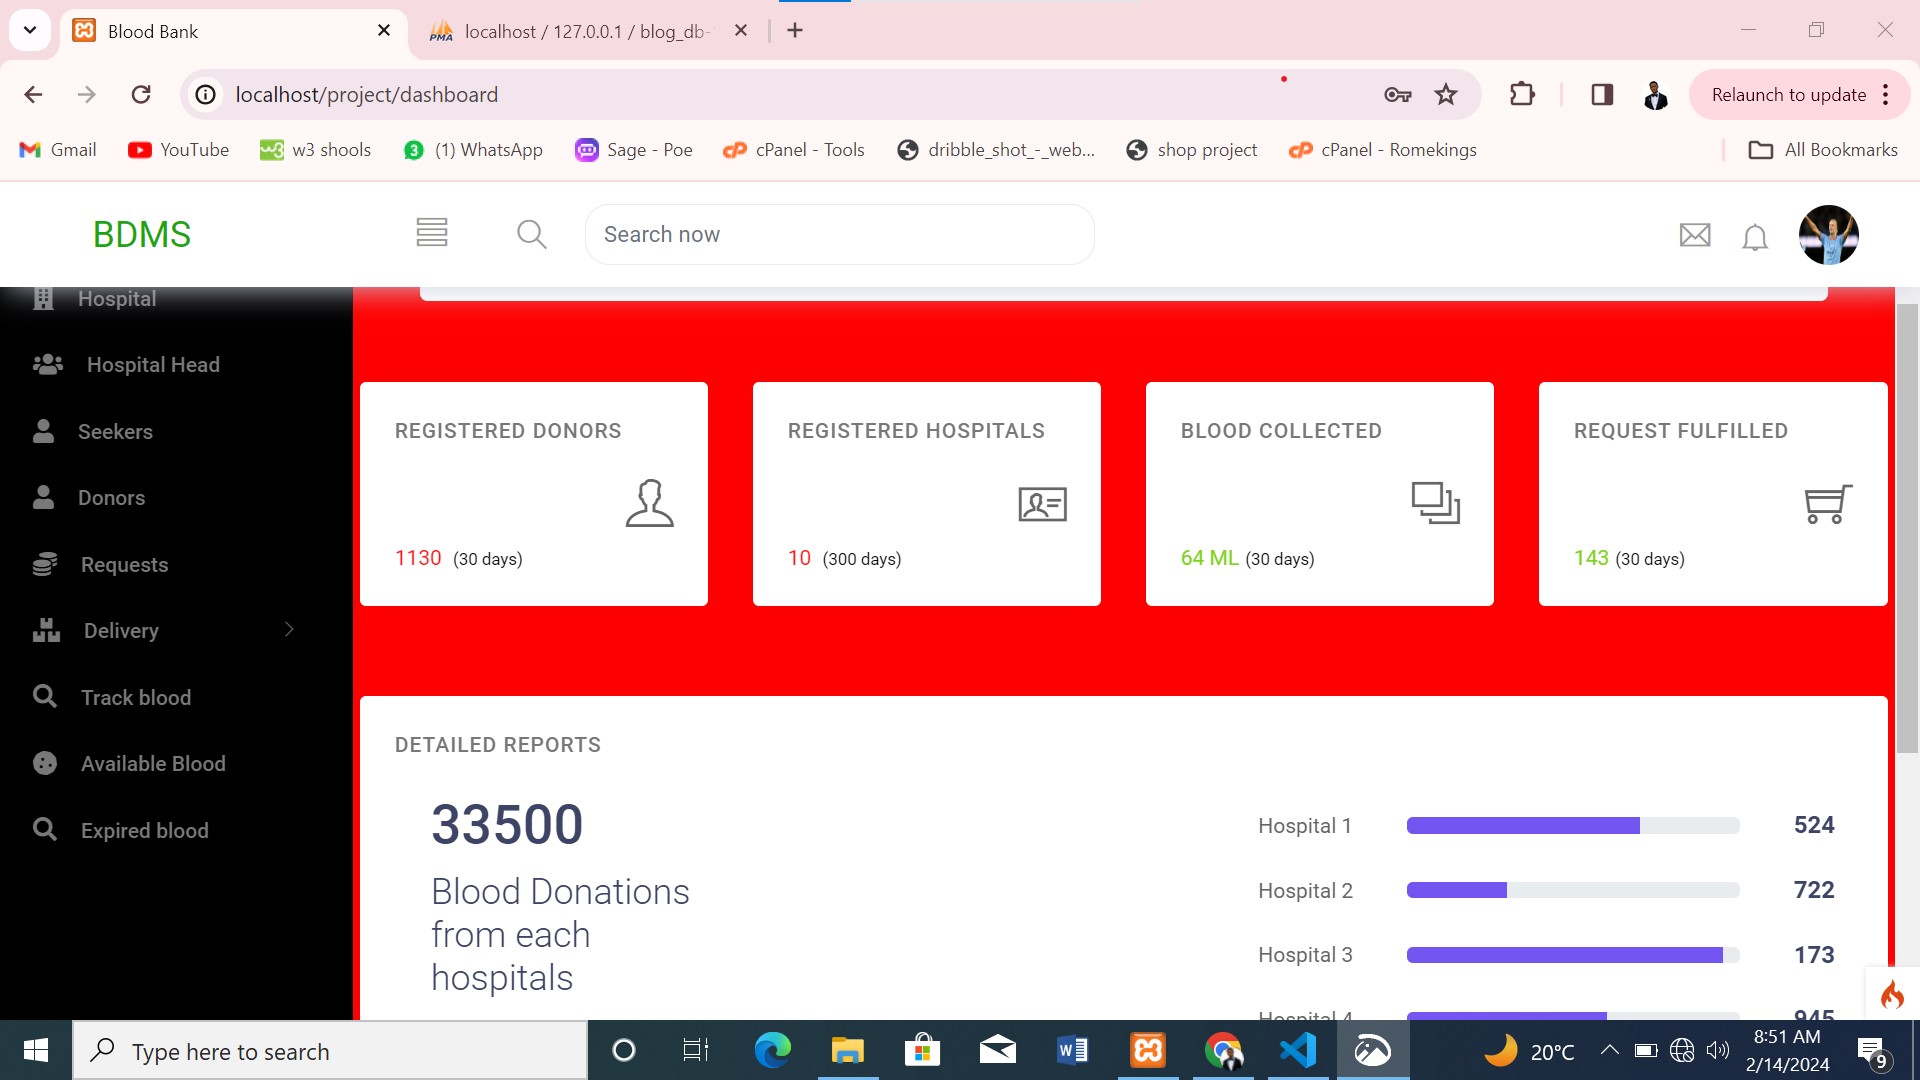 Blood Bank
localhost / 127.0.0.1 / blog_db-
localhost/project/dashboard
Relaunch to update
Gmail
YouTube
w3 shools
(1) WhatsApp
Sage - Poe
cPanel - Tools
dribble_shot_-_web...
shop project
cPanel - Romekings
All Bookmarks
BDMS
Search now
Hospital
Hospital Head
Seekers
Donors
Requests
Delivery
Track blood
Available Blood
Expired blood
REGISTERED DONORS
1130 (30 days)
REGISTERED HOSPITALS
10 (300 days)
BLOOD COLLECTED
64 ML (30 days)
REQUEST FULFILLED
143 (30 days)
DETAILED REPORTS
33500
Blood Donations
from each
hospitals
Hospital 1 524
Hospital 2 722
Hospital 3 173
Hospital 4 945
Type here to search
20°C
8:51 AM
2/14/2024
9